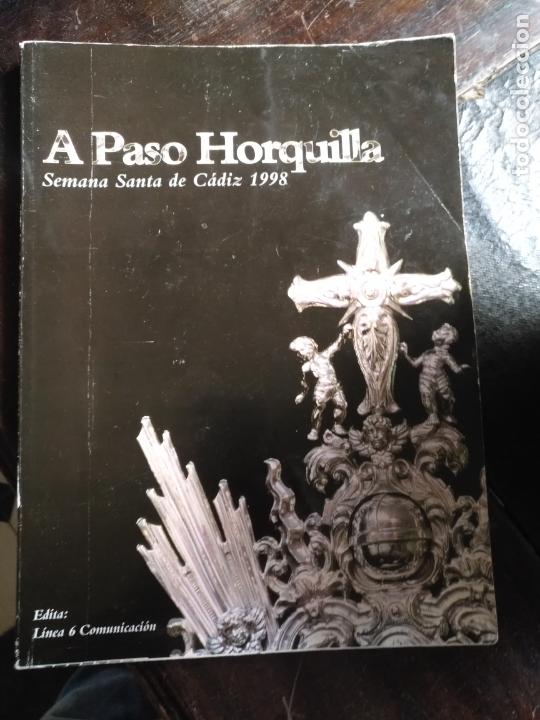 A Paso Horquilla
Semana Santa de Cádiz 1998
Edita:
Línea 6 Comunicación
todocoleccion